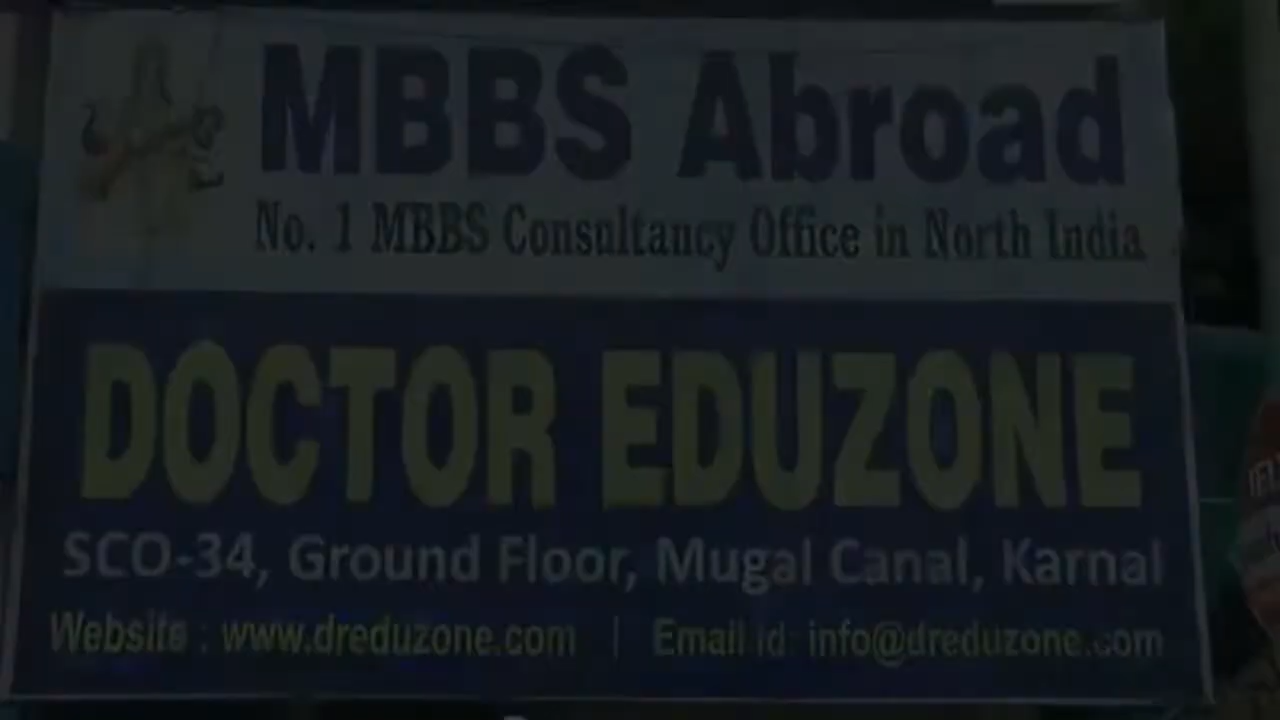 MBBS Abroad
No. 1 MBBS Consultancy Office in North India
DOCTOR EDUZONE
SCO-34, Ground Floor, Mugal Canal, Karnal
Website : www.dreduzone.com | Email id: info@dreduzone.com